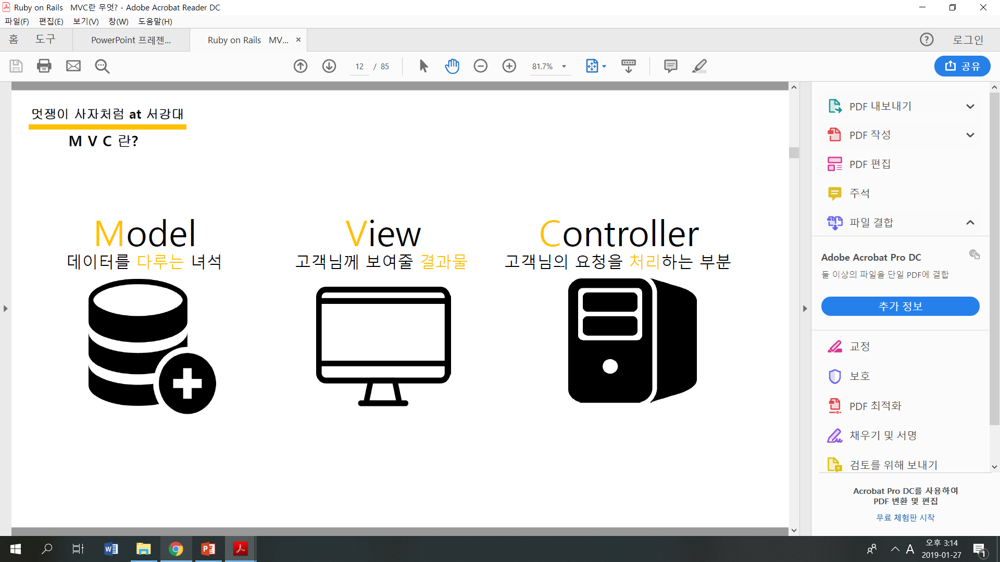 Ruby on Rails MVC란 무엇? - Adobe Acrobat Reader DC
파일(F) 편집(E) 보기(V) 창(W) 도움말(H)
홈 도구 PowerPoint 프레젠... Ruby on Rails MV... 로그인
12 / 85 81.7% 공유
멋쟁이 사자처럼 at 서강대
M V C 란?
Model
데이터를 다루는 녀석
View
고객님께 보여줄 결과물
Controller
고객님의 요청을 처리하는 부분
PDF 내보내기
PDF 작성
PDF 편집
주석
파일 결합
Adobe Acrobat Pro DC
둘 이상의 파일을 단일 PDF에 결합
추가 정보
교정
보호
PDF 최적화
채우기 및 서명
검토를 위해 보내기
Acrobat Pro DC를 사용하여
PDF 변환 및 편집
무료 체험판 시작
A
오후 3:14
2019-01-27
1